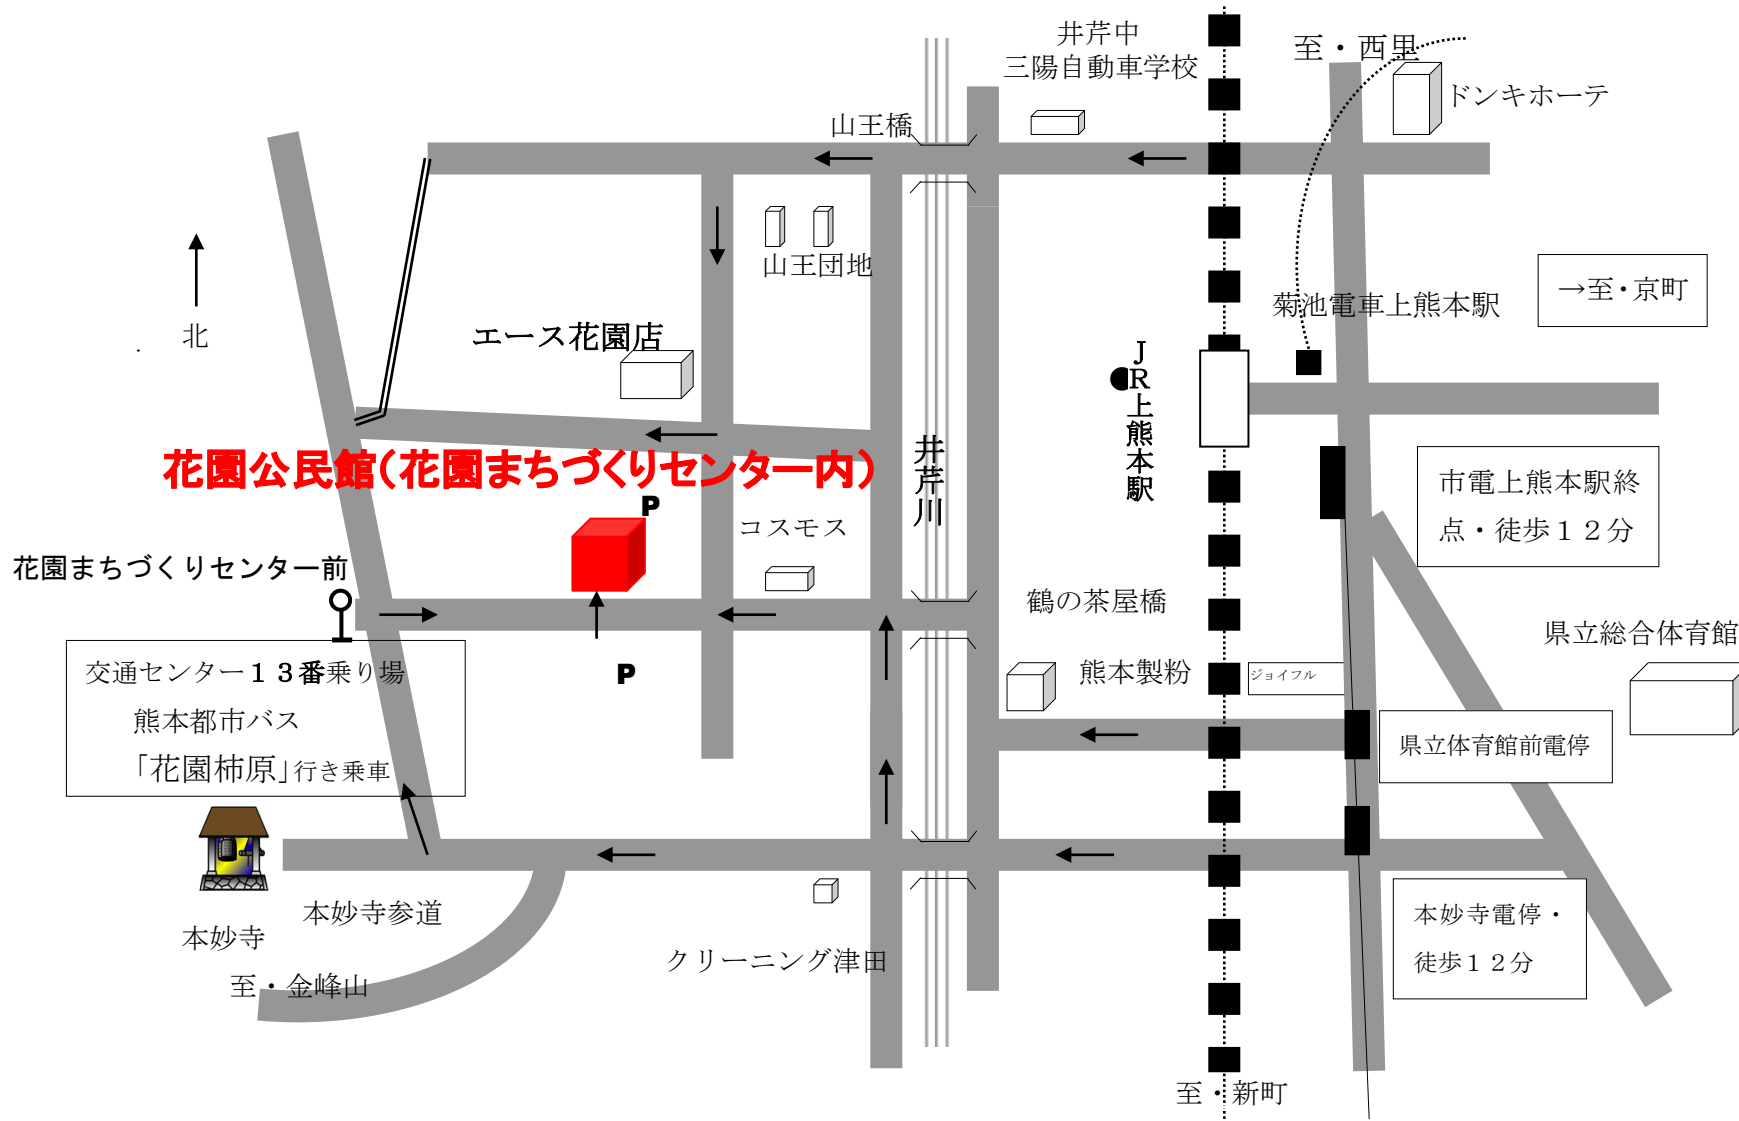 井芹中
三陽自動車学校
至・西里
ドンキホーテ
山王橋
山王団地
北
エース花園店
菊池電車上熊本駅
→至・京町
JR上熊本駅
花園公民館(花園まちづくりセンター内)
P
井芹川
コスモス
市電上熊本駅終
点・徒歩12分
花園まちづくりセンター前
鶴の茶屋橋
県立総合体育館
熊本製粉
ジョイフル
P
交通センター13番乗り場
熊本都市バス
「花園柿原」行き乗車
県立体育館前電停
本妙寺
本妙寺参道
至・金峰山
クリーニング津田
本妙寺電停・
徒歩12分
至・新町